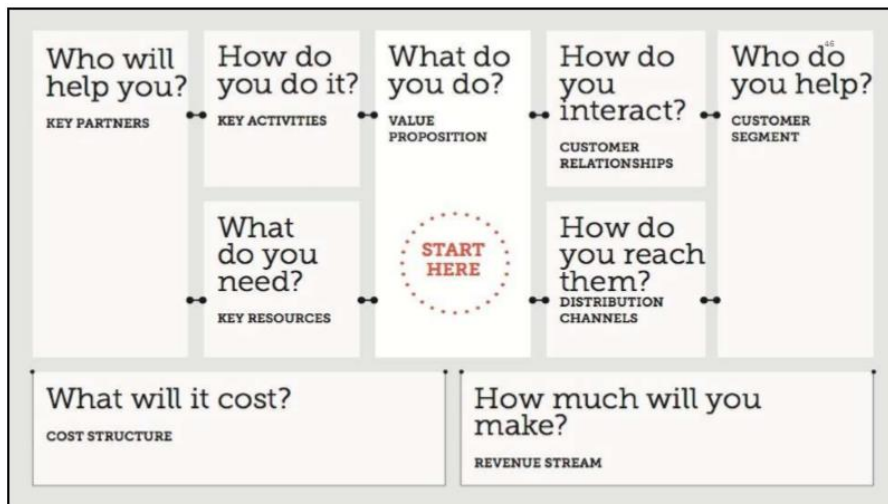 Who will
help you?
KEY PARTNERS
How do
you do it?
KEY ACTIVITIES
What do
you need?
KEY RESOURCES
What do
you do?
VALUE
PROPOSITION
START
HERE
How do
you
interact?
CUSTOMER
RELATIONSHIPS
How do
you reach
them?
DISTRIBUTION
CHANNELS
46
Who do
you help?
CUSTOMER
SEGMENT
What will it cost?
COST STRUCTURE
How much will you
make?
REVENUE STREAM